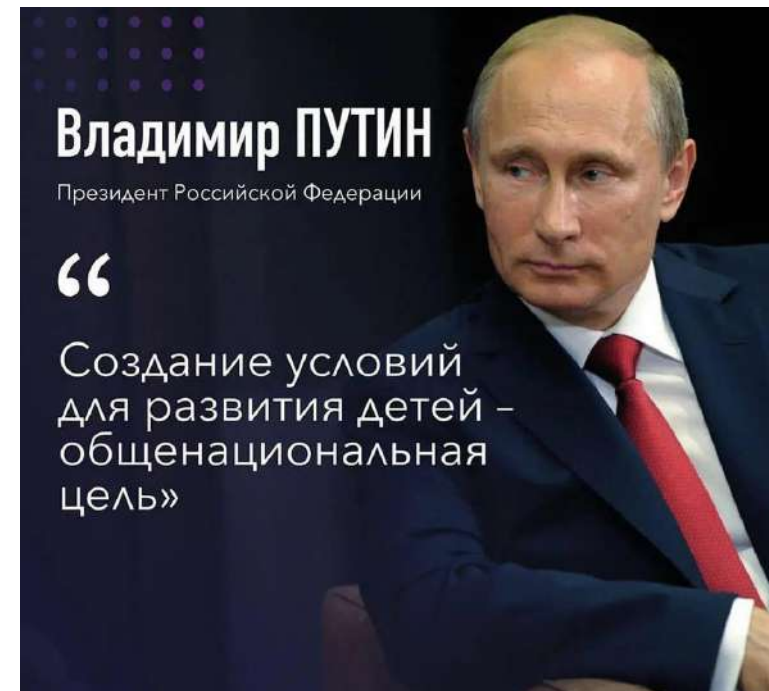 Владимир ПУТИН
Президент Российской Федерации
“
Создание условий
для развития детей –
общенациональная
цель»